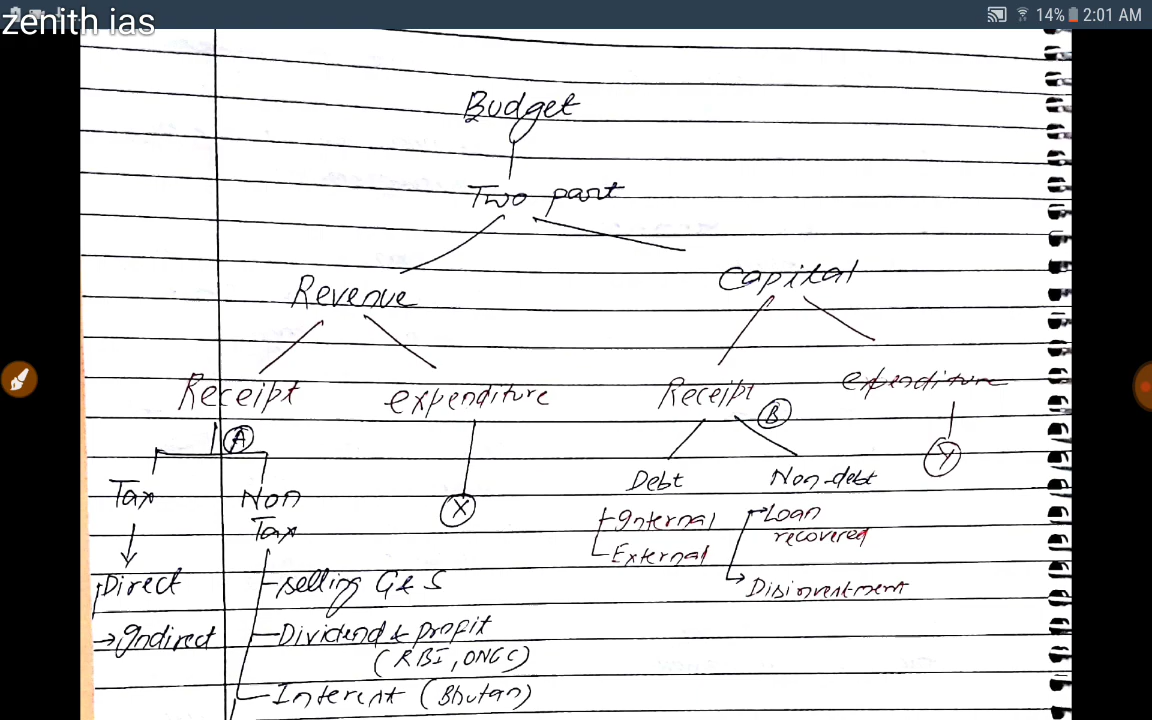 zenith ias
14% 2:01 AM
Budget
Two part
Revenue
Capital
Receipt
expenditure
Receipt
expenditure
A
B
Tax
Non
Tax
X
Debt
Non-debt
Y
Internal
External
Loan
recovered
Disinvestment
Direct
Indirect
selling G & S
Dividend & profit
(RBI, ONGC)
Interest (Bhutan)